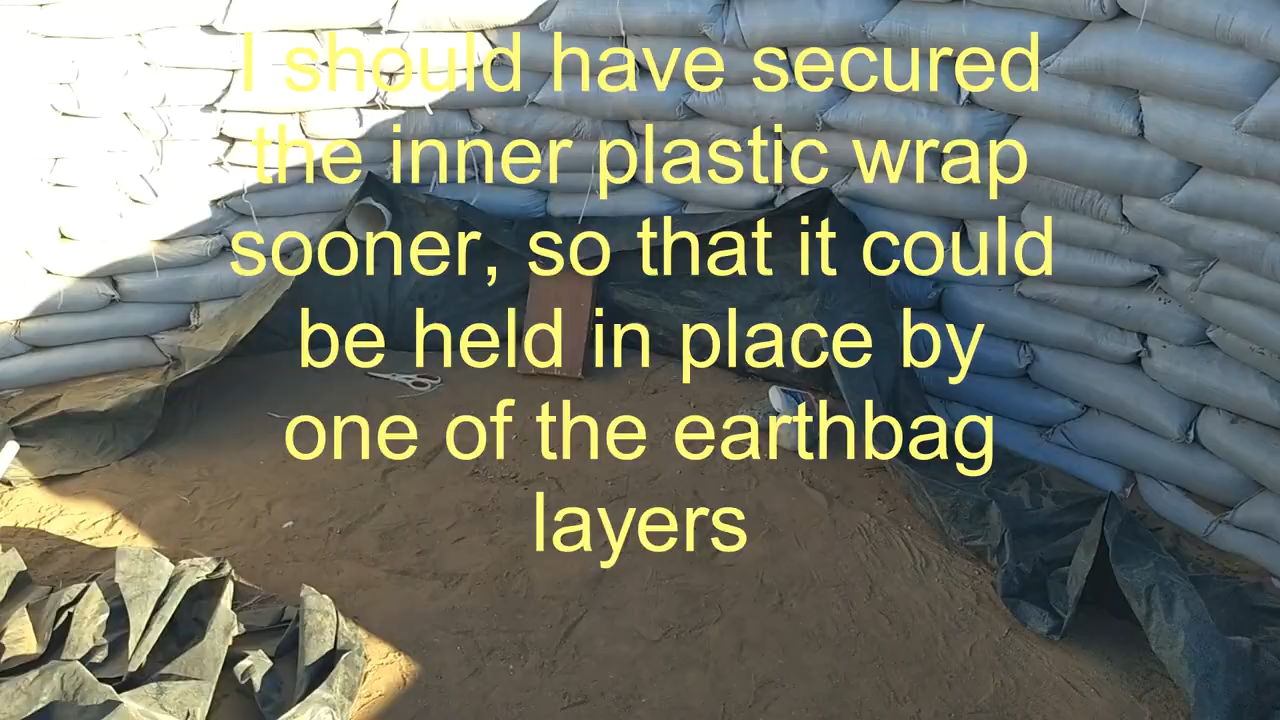 I should have secured
the inner plastic wrap
sooner, so that it could
be held in place by
one of the earthbag
layers